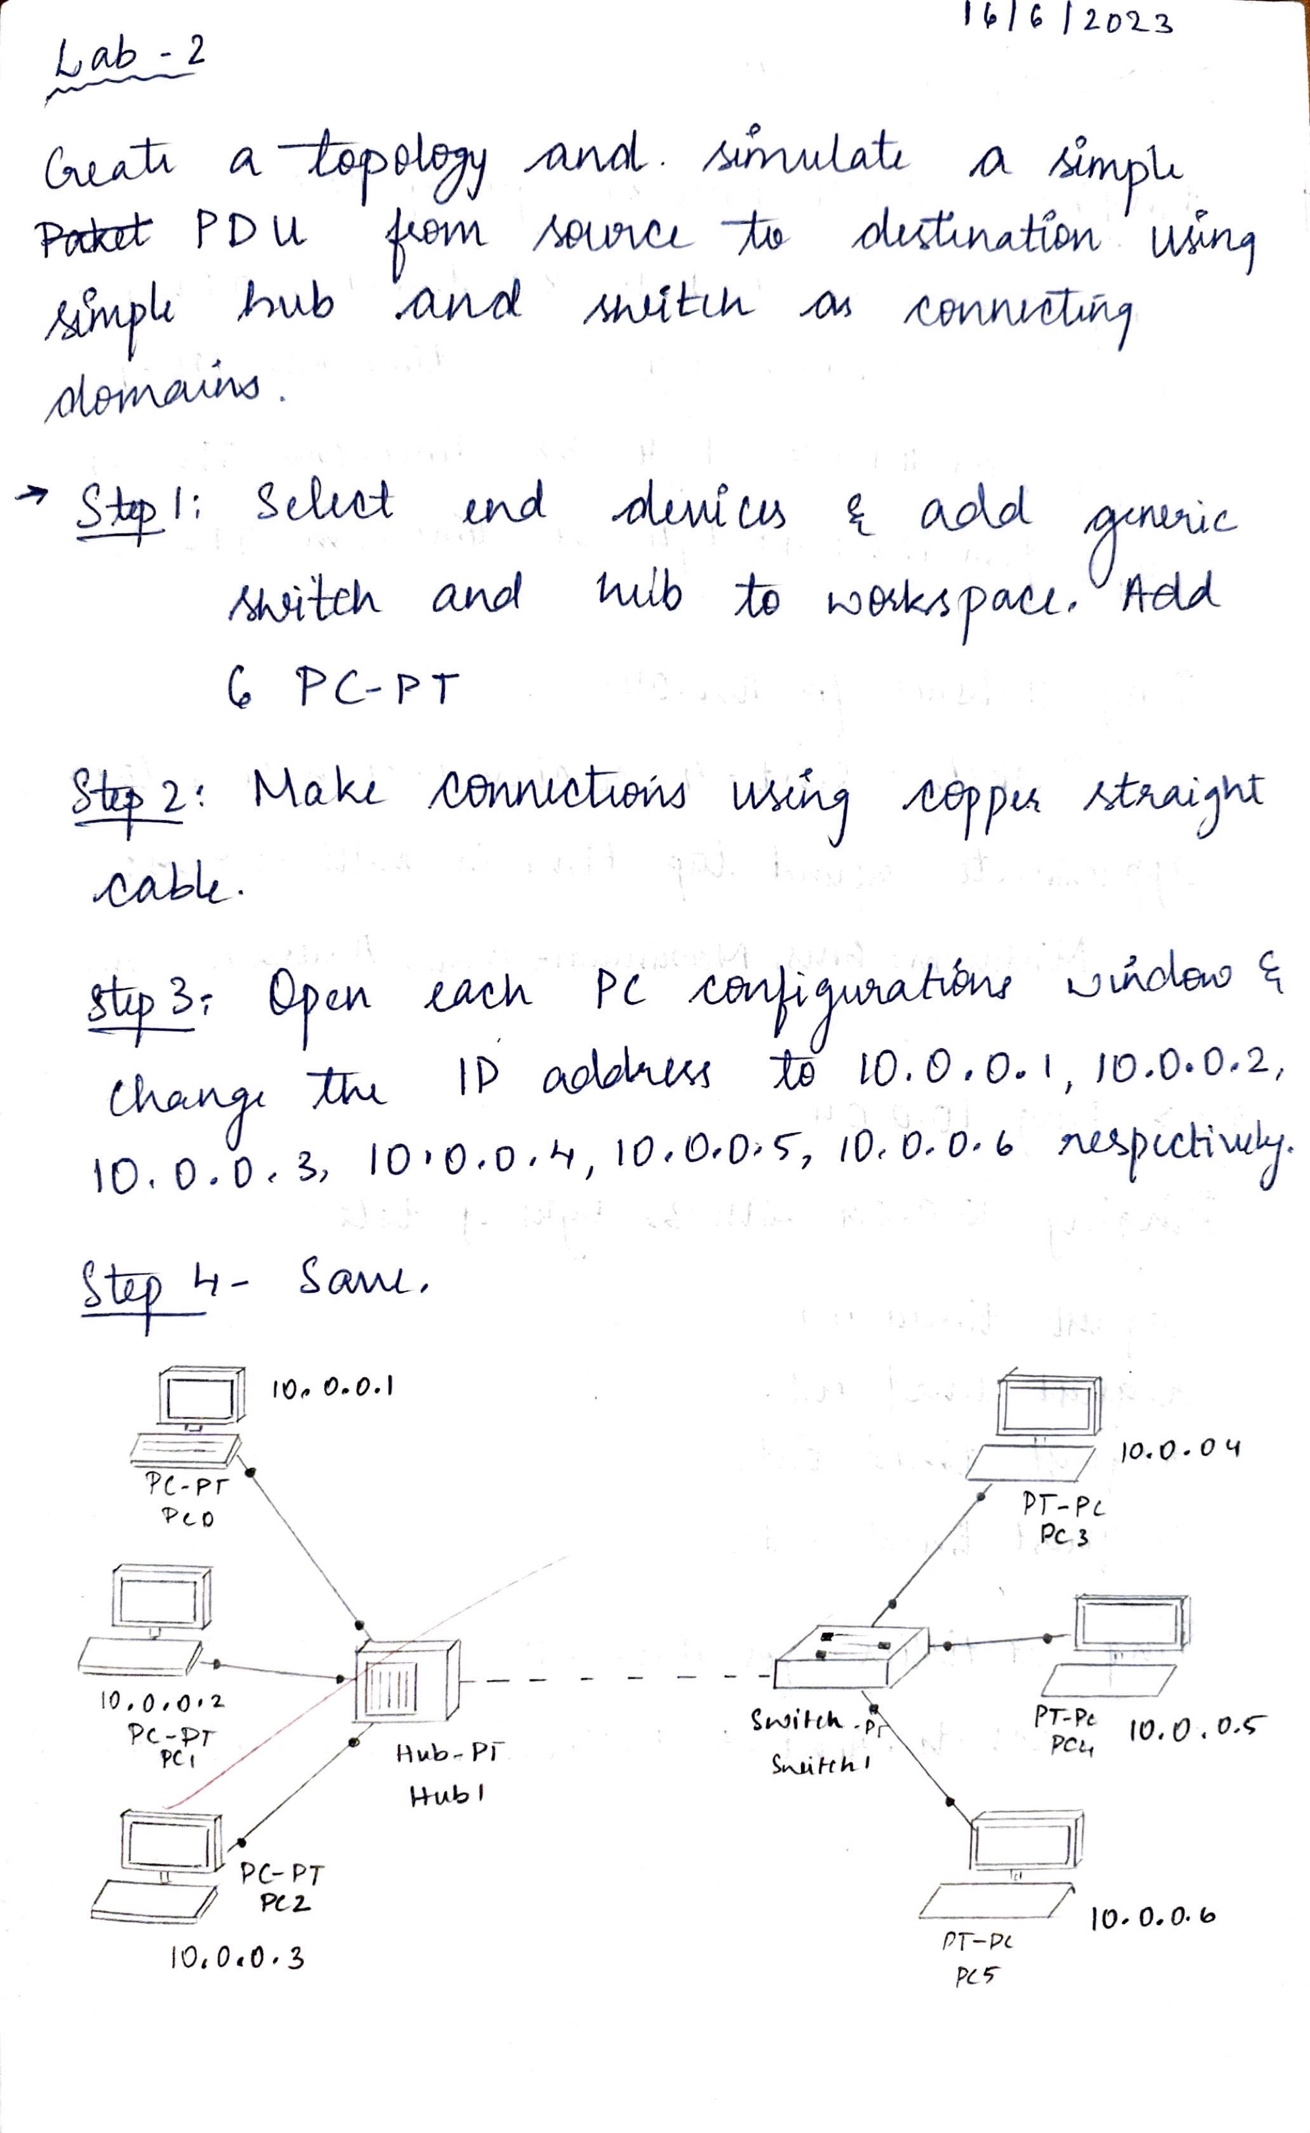 16/6/2023
Lab - 2
Create a topology and. simulate a simple
Packet PDU from source to destination using
simple hub and switch as connecting
domains.
→ Step 1: Select end devices & add generic
switch and hub to workspace. Add
6 PC-PT
Step 2: Make connections using copper straight
cable.
Step 3: Open each PC configurations window &
change the IP address to 10.0.0.1, 10.0.0.2,
10.0.0.3, 10.0.0.4, 10.0.0.5, 10.0.0.6 respectively.
Step 4- Save.
10.0.0.1
PC-PT
PC0
10.0.04
PT-PC
PC3
10.0.0.2
PC-PT
PC1
Hub-PT
Hub1
Switch-PT
Switch1
PT-PC
PC4
10.0.0.5
PC-PT
PC2
10.0.0.3
10.0.0.6
PT-PC
PC5